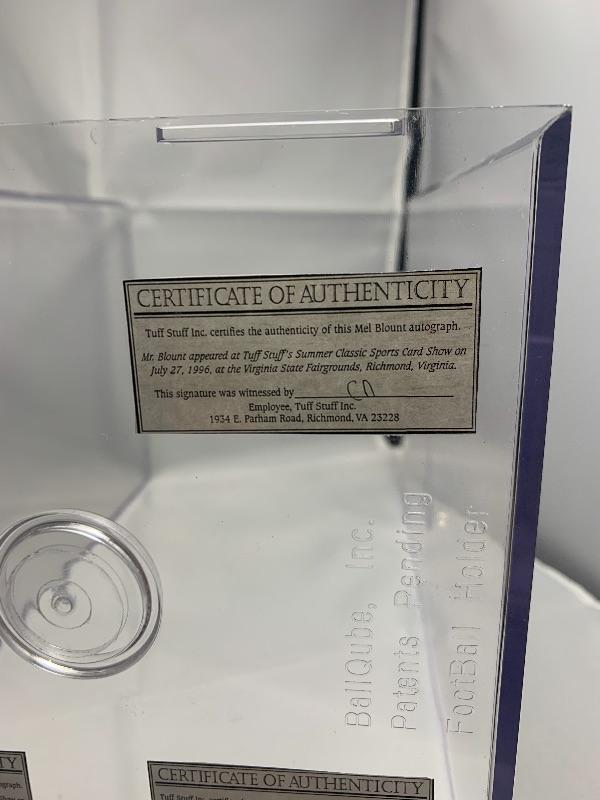 CERTIFICATE OF AUTHENTICITY
Tuff Stuff Inc. certifies the authenticity of this Mel Blount autograph.
Mr. Blount appeared at Tuff Stuff's Summer Classic Sports Card Show on
July 27, 1996, at the Virginia State Fairgrounds, Richmond, Virginia.
This signature was witnessed by
Employee, Tuff Stuff Inc.
1934 E. Parham Road, Richmond, VA 23228
BallQube, Inc.
Patents Pending
FootBall Holder
TY
CERTIFICATE OF AUTHENTICITY